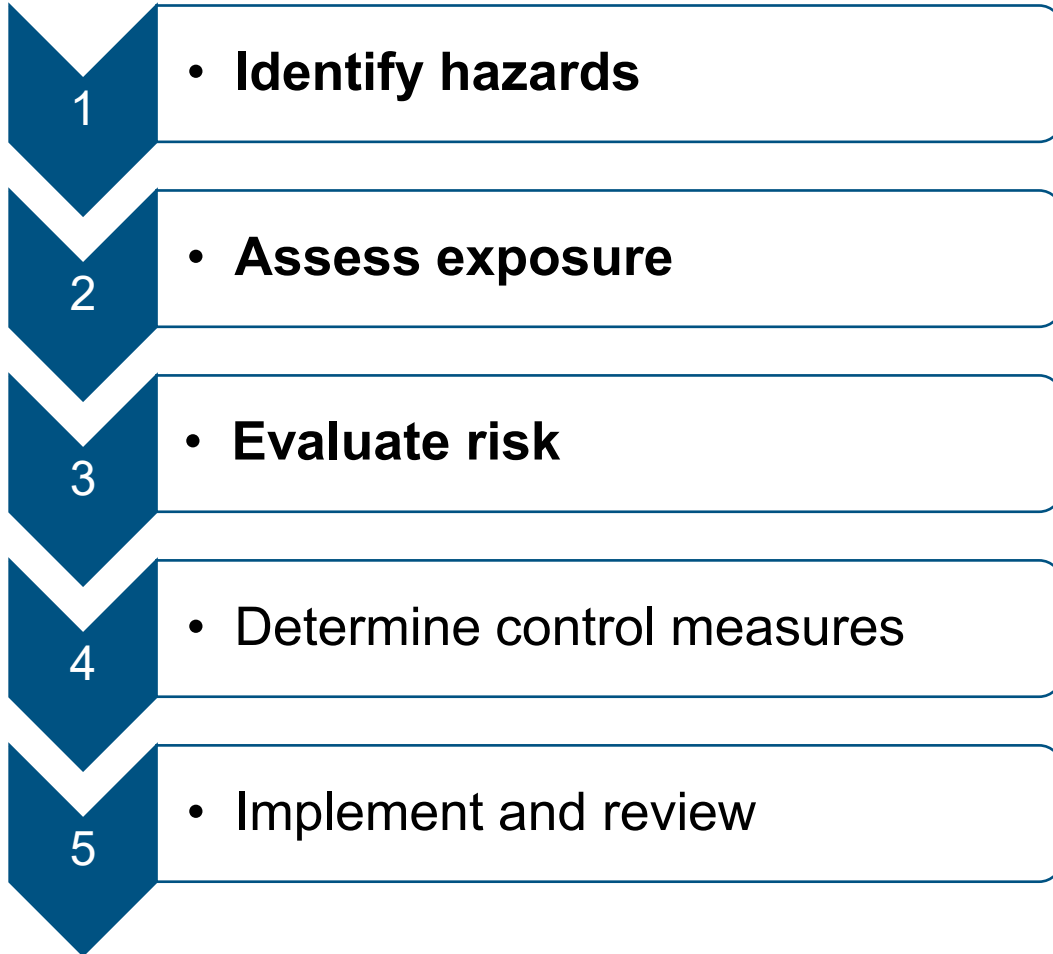 1
• Identify hazards
2
• Assess exposure
3
• Evaluate risk
4
• Determine control measures
5
• Implement and review